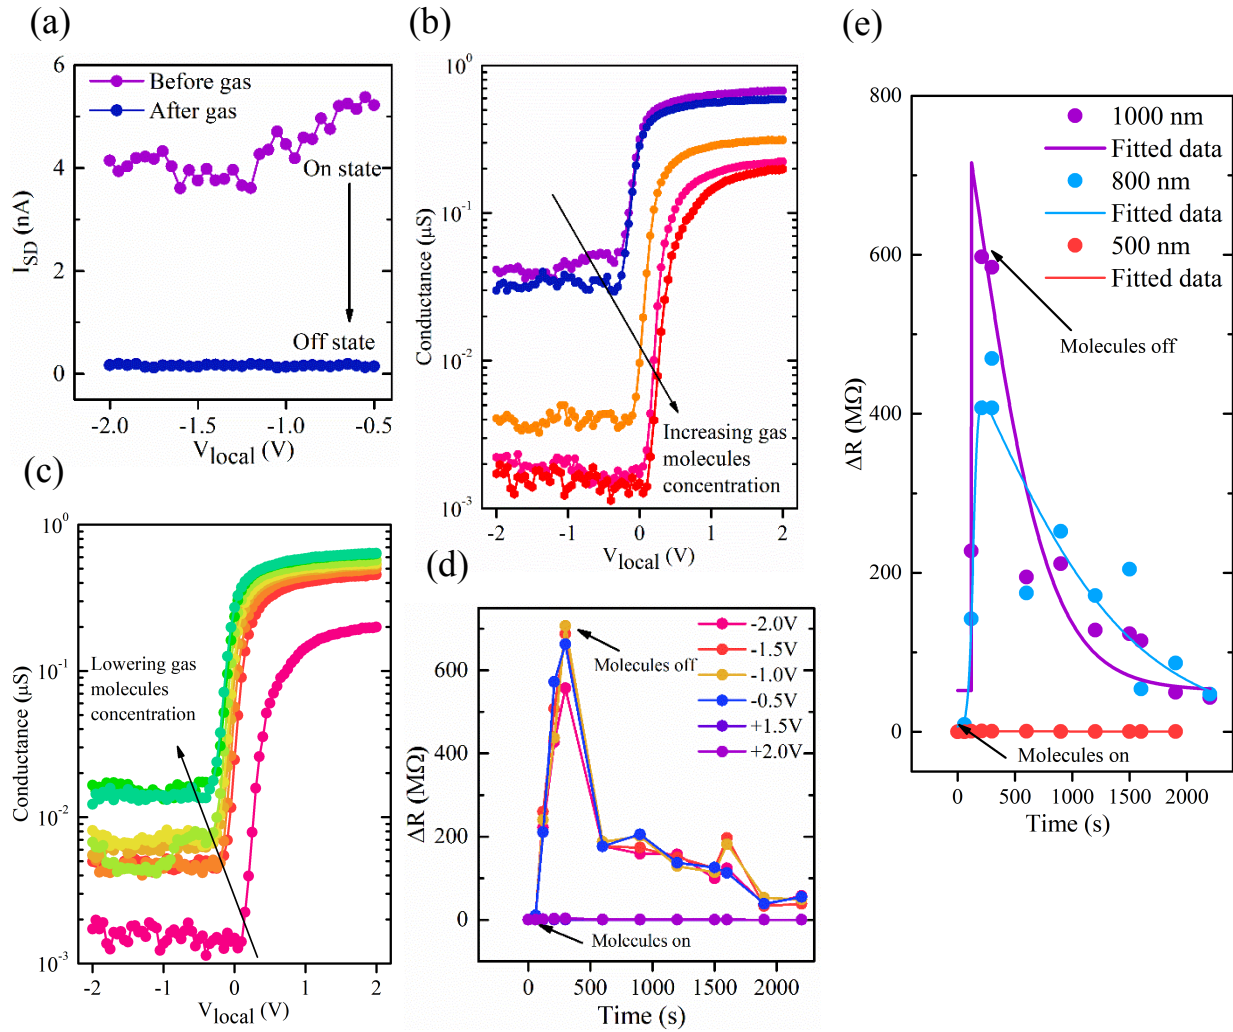 (a)
6
4
2
0
I_SD (nA)
Before gas
After gas
On state
Off state
-2.0 -1.5 -1.0 -0.5
V_local (V)
(b)
10^0
10^-1
10^-2
10^-3
Conductance (μS)
Increasing gas
molecules
concentration
-2 -1 0 1 2
V_local (V)
(c)
10^0
10^-1
10^-2
10^-3
Conductance (μS)
Lowering gas
molecules
concentration
-2 -1 0 1 2
V_local (V)
(d)
600
400
200
0
ΔR (MΩ)
Molecules off
-2.0V
-1.5V
-1.0V
-0.5V
+1.5V
+2.0V
Molecules on
0 500 1000 1500 2000
Time (s)
(e)
800
600
400
200
0
ΔR (MΩ)
1000 nm
Fitted data
800 nm
Fitted data
500 nm
Fitted data
Molecules off
Molecules on
0 500 1000 1500 2000
Time (s)